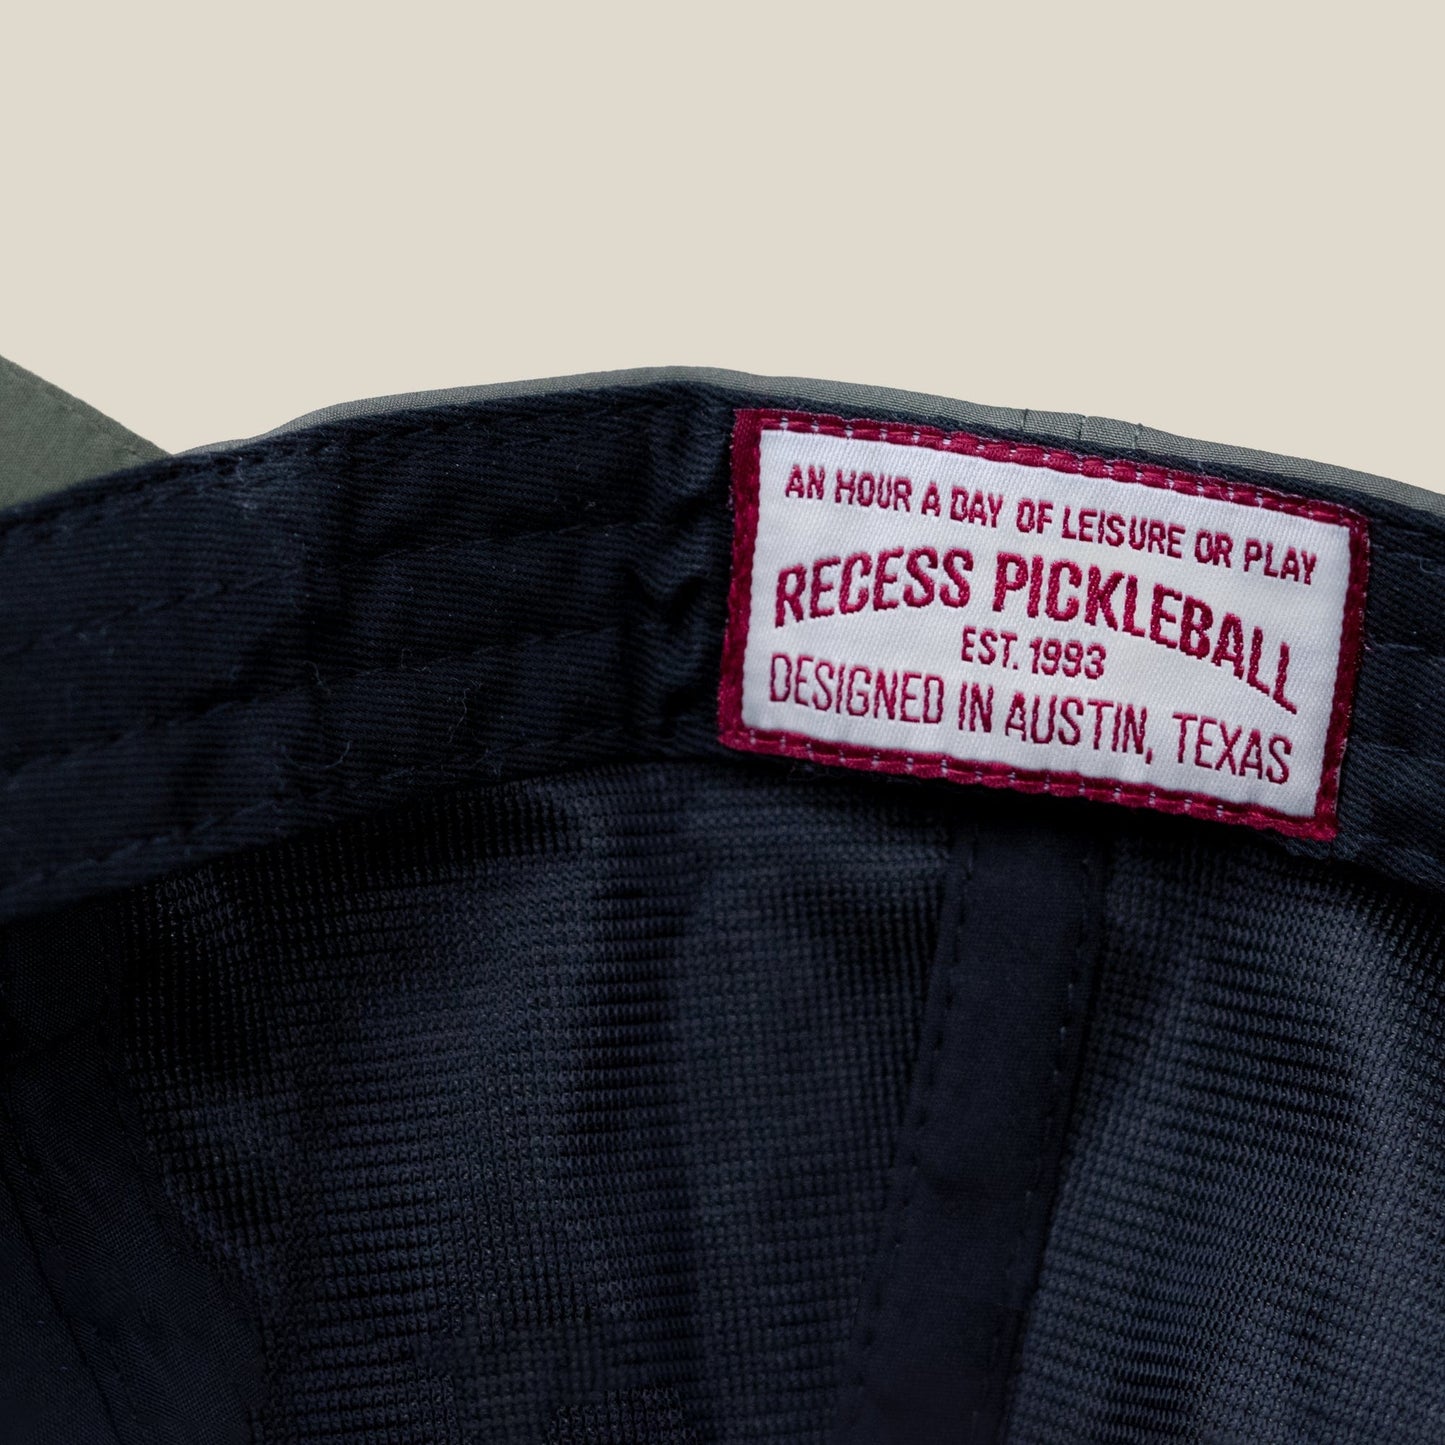 AN HOUR A DAY OF LEISURE OR PLAY
RECESS PICKLEBALL
EST. 1993
DESIGNED IN AUSTIN, TEXAS